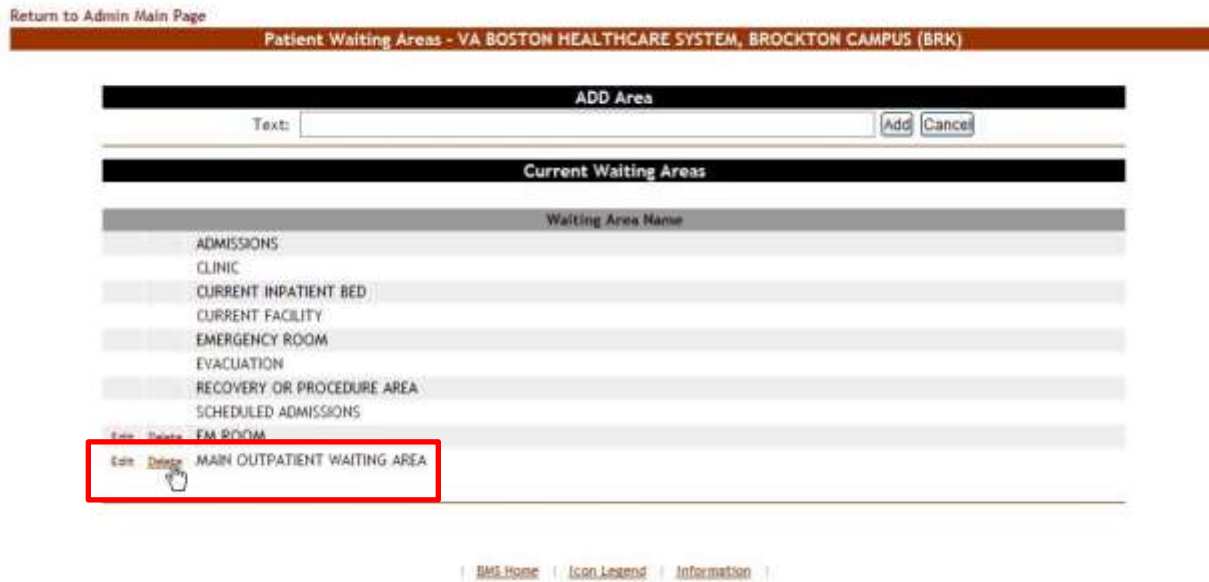 Return to Admin Main Page
Patient Waiting Areas - VA BOSTON HEALTHCARE SYSTEM, BROCKTON CAMPUS (BRK)
ADD Area
Text: Add Cancel
Current Waiting Areas
Waiting Area Name
ADMISSIONS
CLINIC
CURRENT INPATIENT BED
CURRENT FACILITY
EMERGENCY ROOM
EVACUATION
RECOVERY OR PROCEDURE AREA
SCHEDULED ADMISSIONS
Edit Delete EM ROOM
Edit Delete MAIN OUTPATIENT WAITING AREA
| BMS Home | Icon Legend | Information |